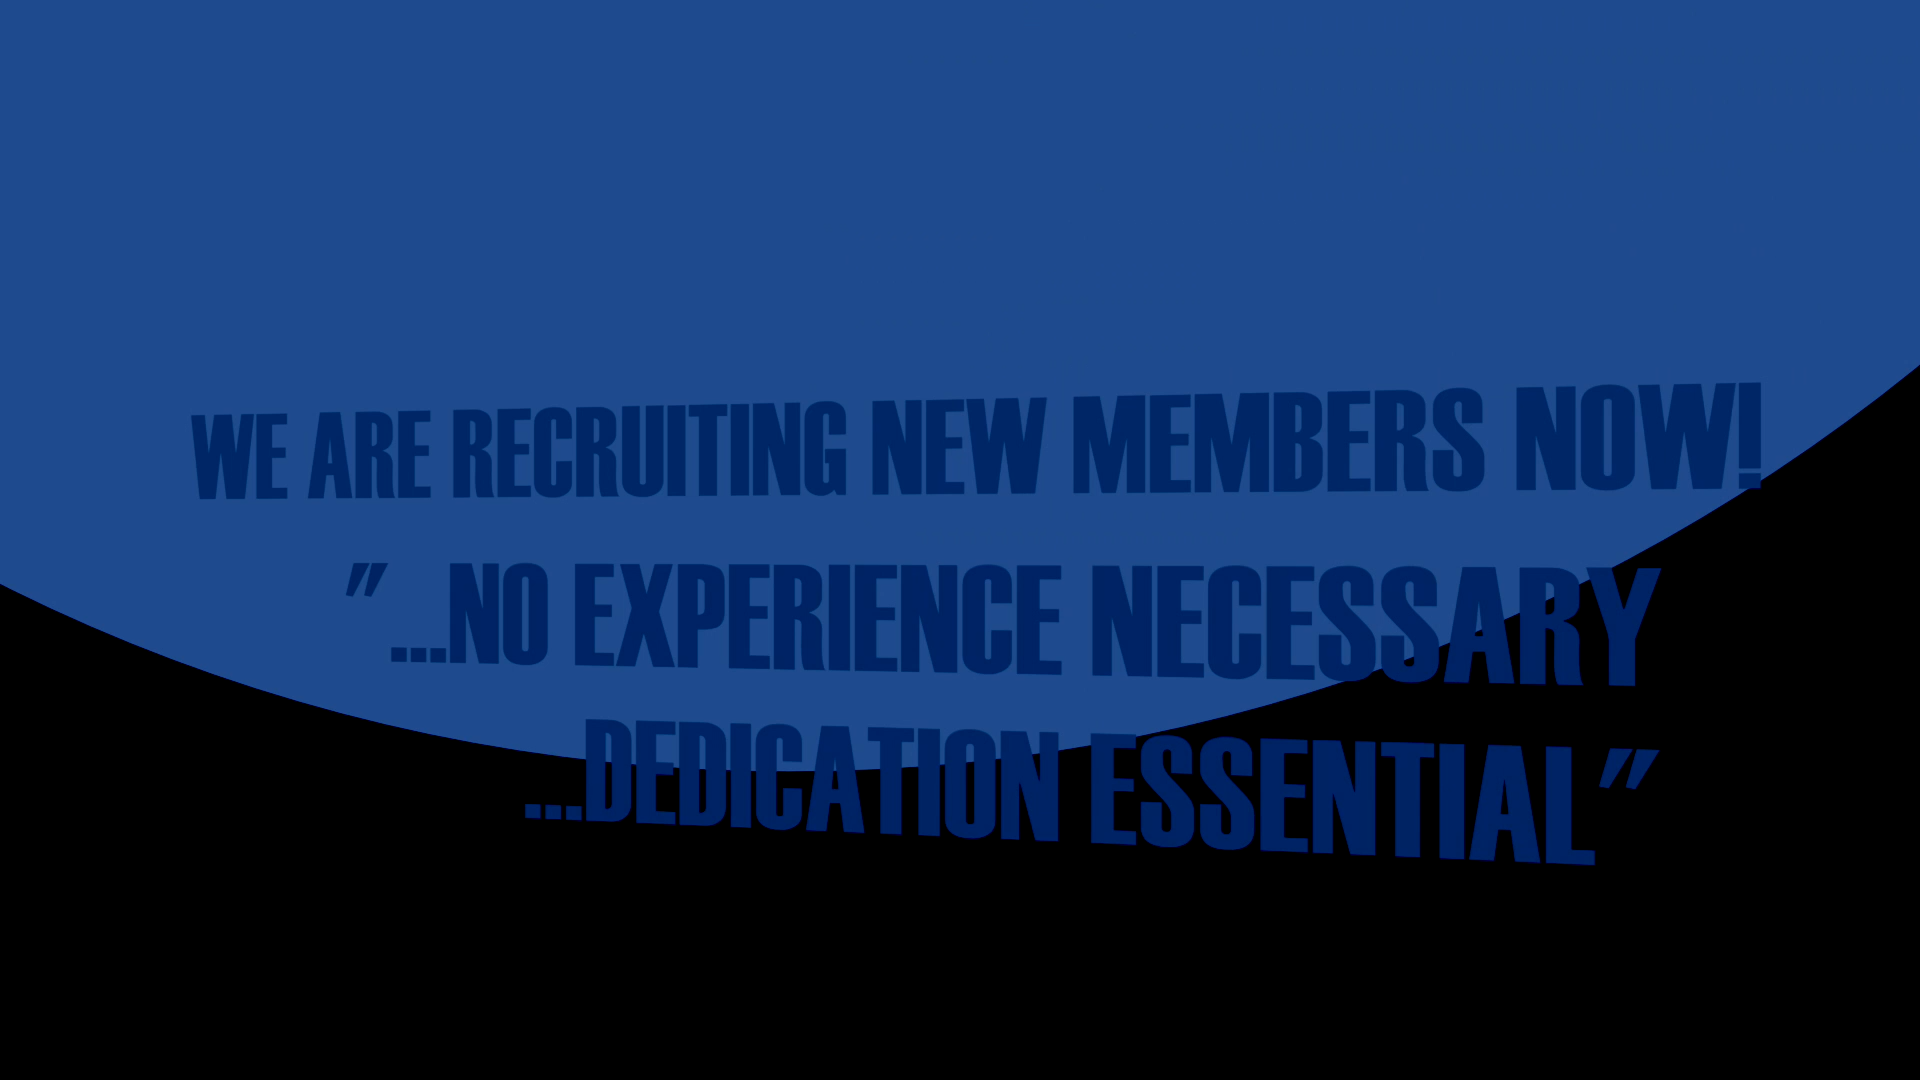 WE ARE RECRUITING NEW MEMBERS NOW!
"...NO EXPERIENCE NECESSARY
...DEDICATION ESSENTIAL"